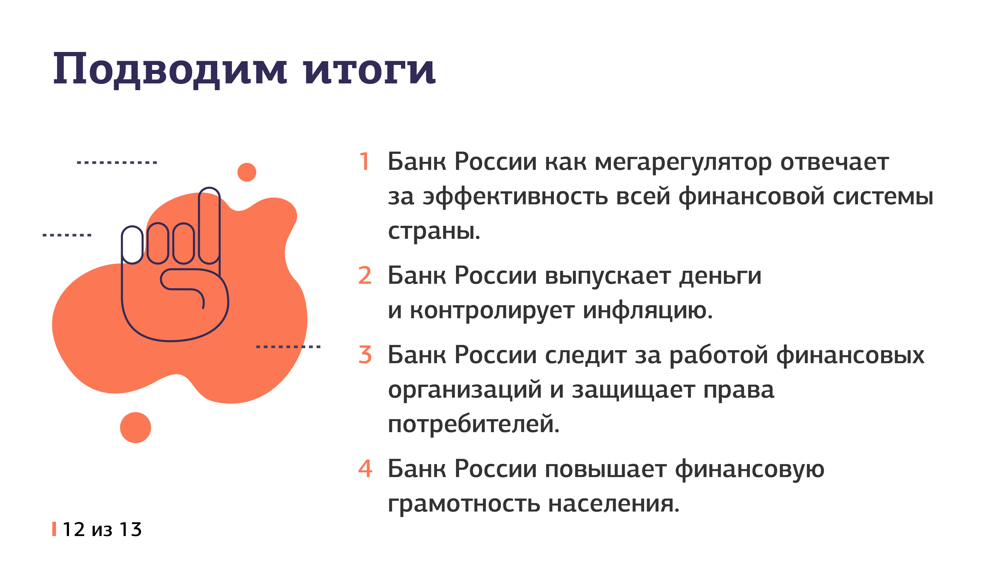 Подводим итоги
1 Банк России как мегарегулятор отвечает
за эффективность всей финансовой системы
страны.
2 Банк России выпускает деньги
и контролирует инфляцию.
3 Банк России следит за работой финансовых
организаций и защищает права
потребителей.
4 Банк России повышает финансовую
грамотность населения.
12 из 13